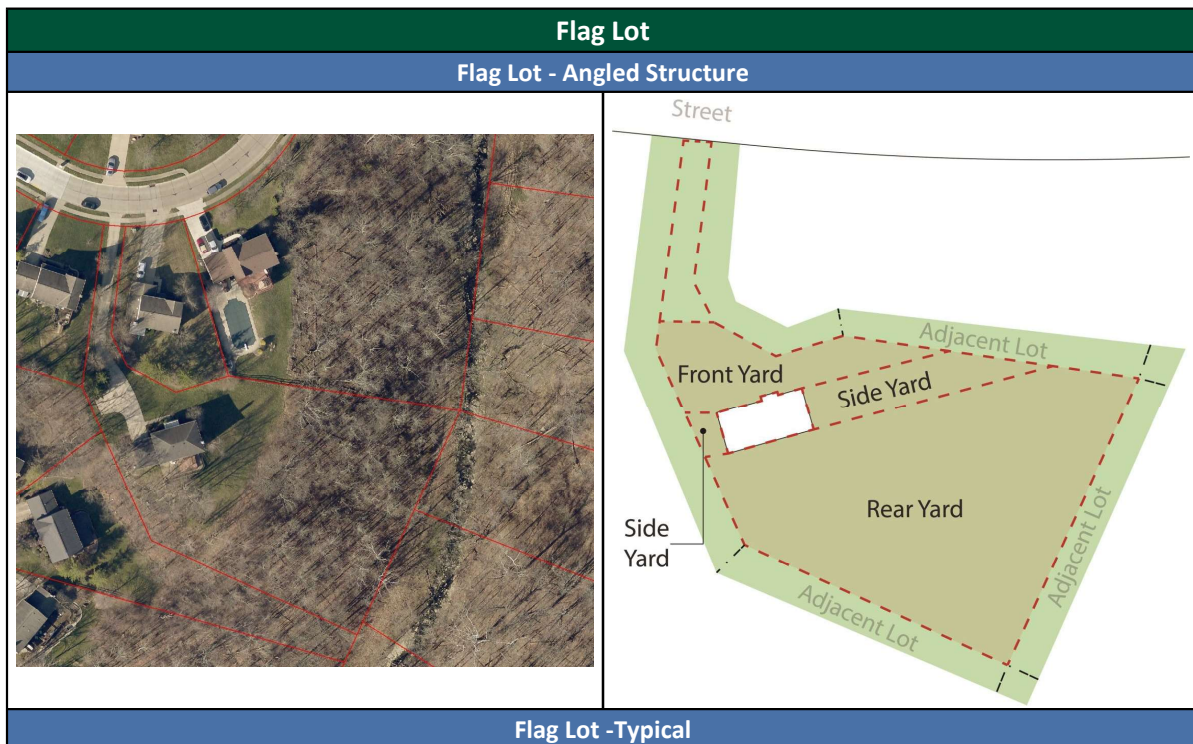 Flag Lot
Flag Lot - Angled Structure
Street
Adjacent Lot
Front Yard
Side Yard
Rear Yard
Side
Yard
Adjacent Lot
Adjacent Lot
Flag Lot -Typical